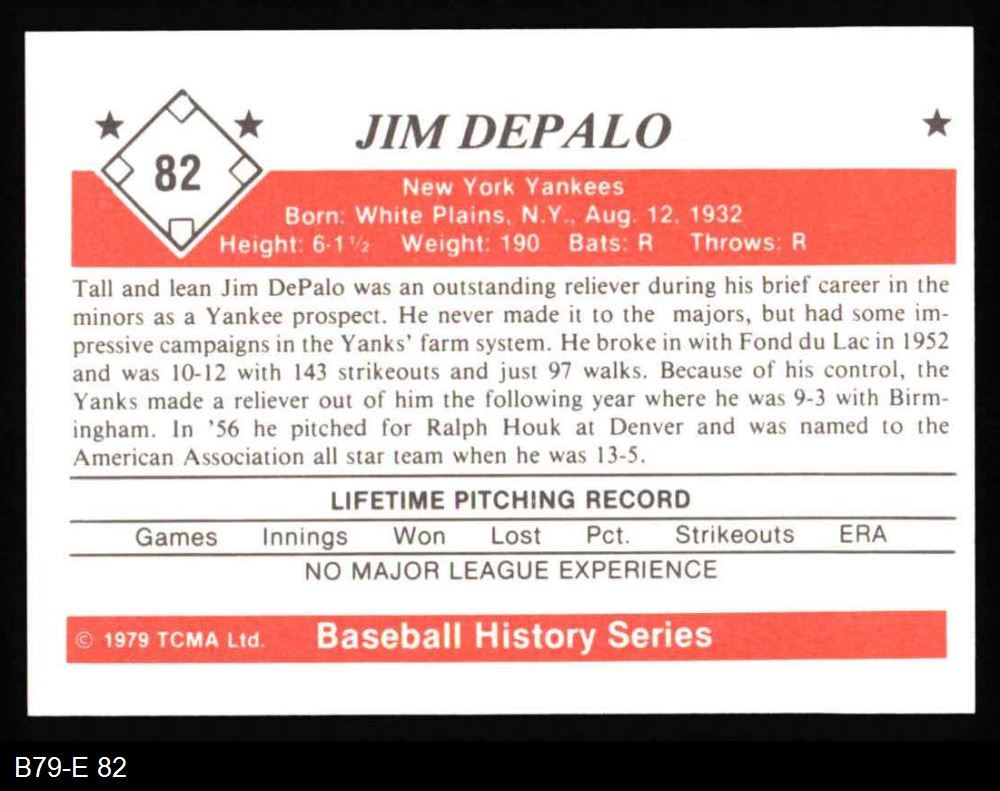 JIM DEPALO
82
New York Yankees
Born: White Plains, N.Y., Aug. 12, 1932
Height: 6-1 1/2 Weight: 190 Bats: R Throws: R
Tall and lean Jim DePalo was an outstanding reliever during his brief career in the
minors as a Yankee prospect. He never made it to the majors, but had some im-
pressive campaigns in the Yanks' farm system. He broke in with Fond du Lac in 1952
and was 10-12 with 143 strikeouts and just 97 walks. Because of his control, the
Yanks made a reliever out of him the following year where he was 9-3 with Birm-
ingham. In '56 he pitched for Ralph Houk at Denver and was named to the
American Association all star team when he was 13-5.
LIFETIME PITCHING RECORD
Games Innings Won Lost Pct. Strikeouts ERA
NO MAJOR LEAGUE EXPERIENCE
© 1979 TCMA Ltd. Baseball History Series
B79-E 82